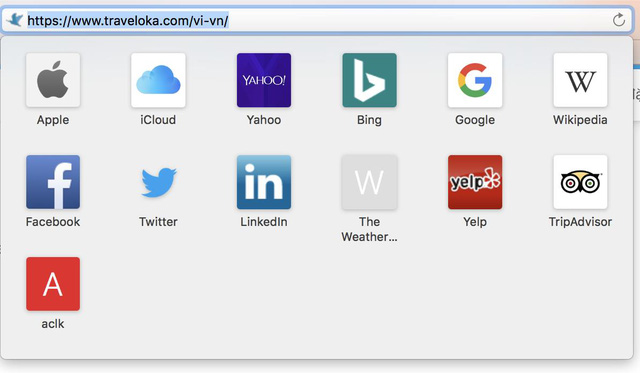 https://www.traveloka.com/vi-vn/
YAHOO!
W
Apple
iCloud
Yahoo
Bing
Google
Wikipedia
in
W
yelp
Facebook
Twitter
LinkedIn
The
Weather...
Yelp
TripAdvisor
A
aclk